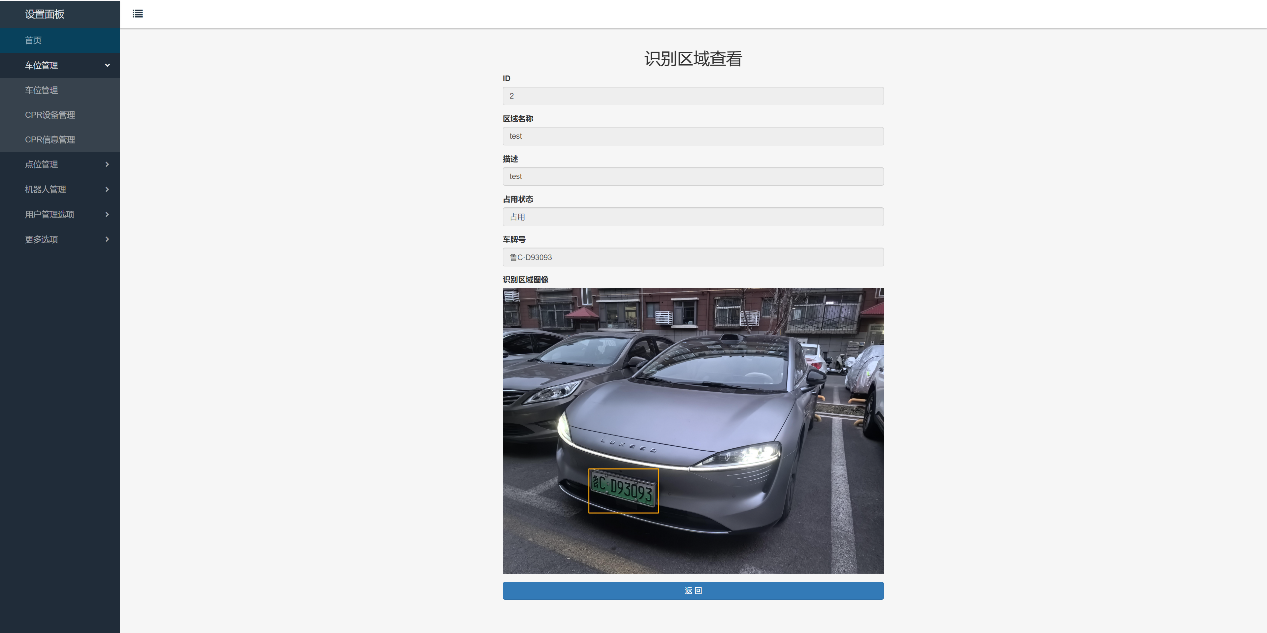 设置面板
首页
车位管理
车位管理
CPR设备管理
CPR信息管理
点位管理
机器人管理
用户管理选项
更多选项
识别区域查看
ID
2
区域名称
test
描述
test
占用状态
占用
车牌号
鲁C·D93093
识别区域图像
LUXEED
鲁C·D93093
返 回